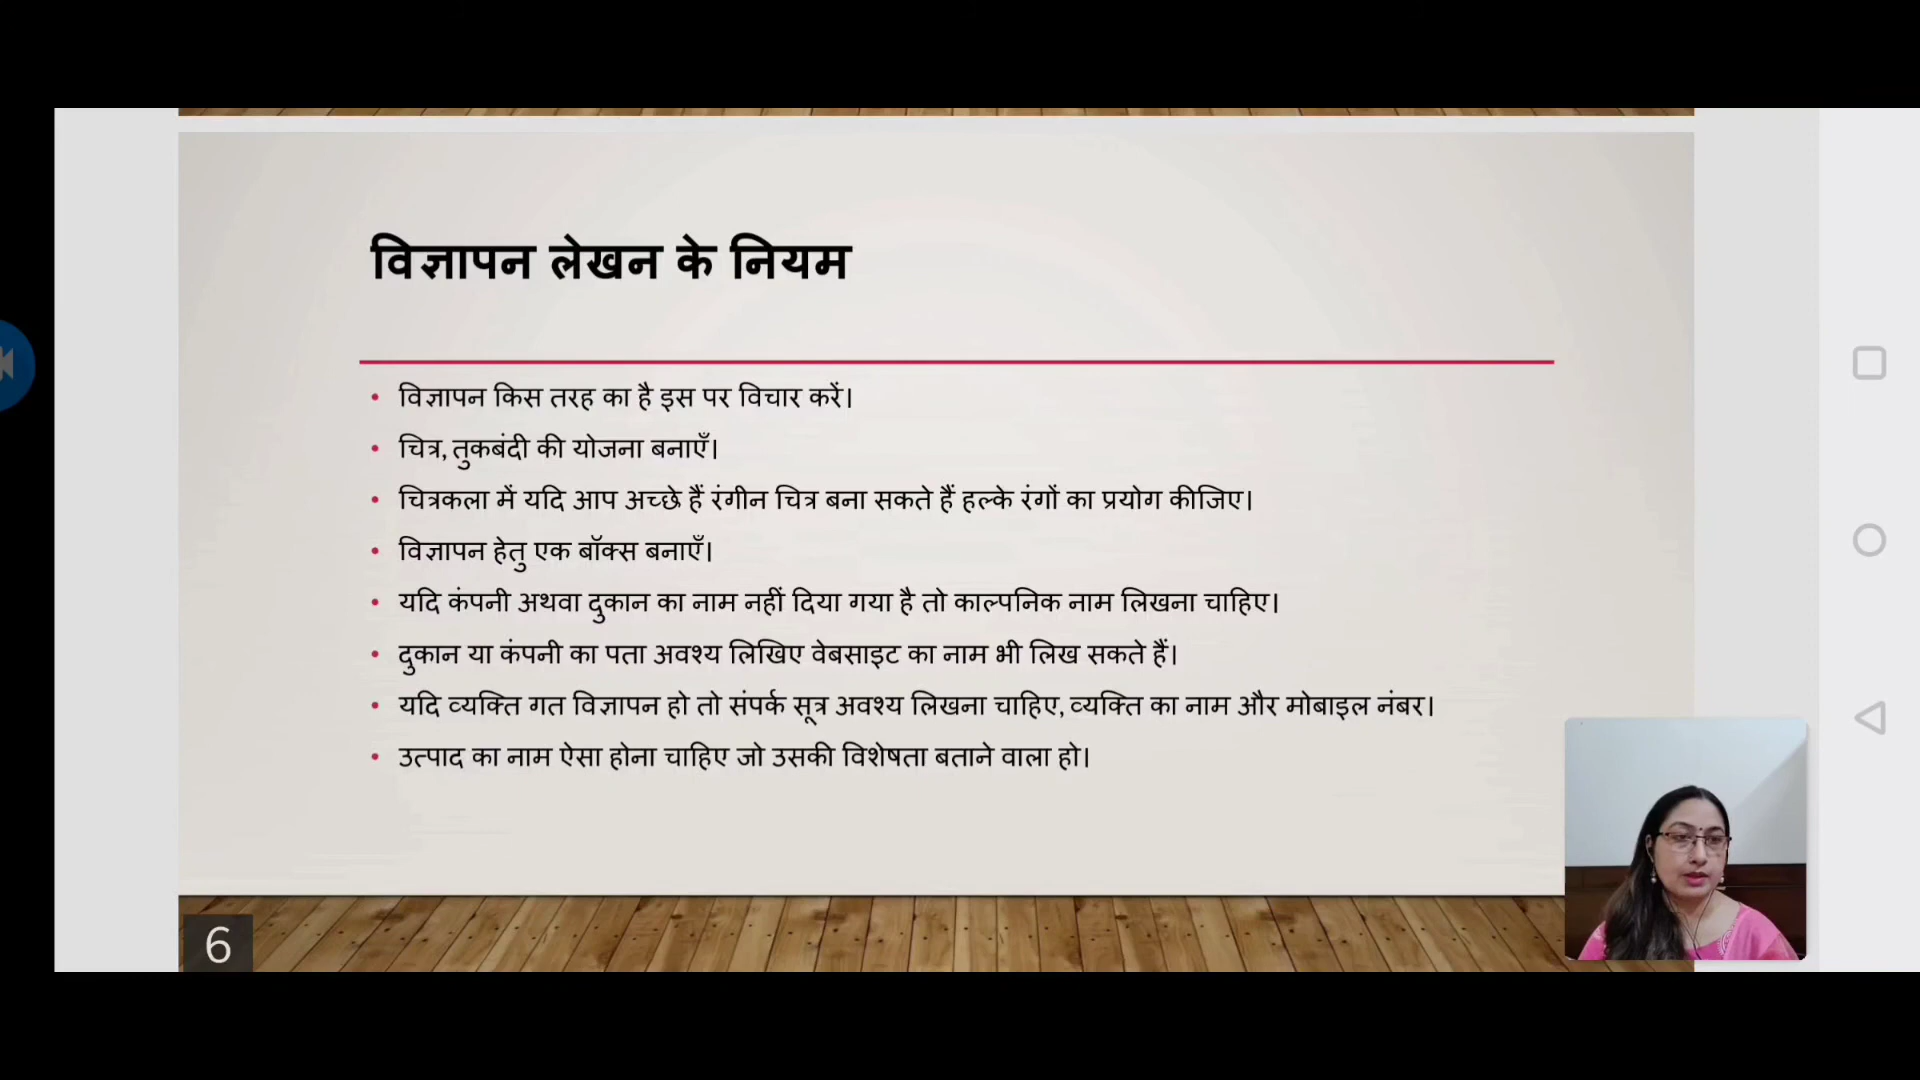 विज्ञापन लेखन के नियम
• विज्ञापन किस तरह का है इस पर विचार करें।
• चित्र, तुकबंदी की योजना बनाएँ।
• चित्रकला में यदि आप अच्छे हैं रंगीन चित्र बना सकते हैं हल्के रंगों का प्रयोग कीजिए।
• विज्ञापन हेतु एक बॉक्स बनाएँ।
• यदि कंपनी अथवा दुकान का नाम नहीं दिया गया है तो काल्पनिक नाम लिखना चाहिए।
• दुकान या कंपनी का पता अवश्य लिखिए वेबसाइट का नाम भी लिख सकते हैं।
• यदि व्यक्ति गत विज्ञापन हो तो संपर्क सूत्र अवश्य लिखना चाहिए, व्यक्ति का नाम और मोबाइल नंबर।
• उत्पाद का नाम ऐसा होना चाहिए जो उसकी विशेषता बताने वाला हो।
6